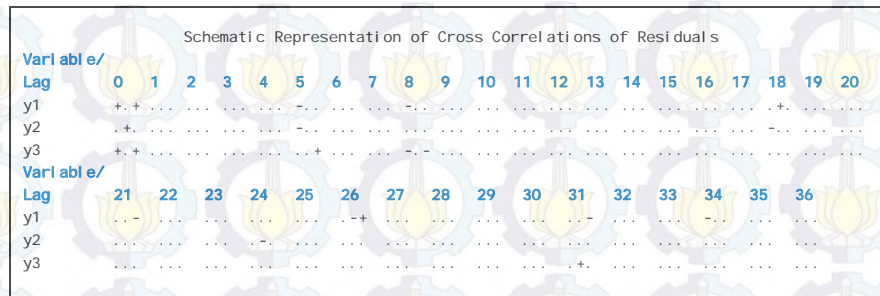 Schematic Representation of Cross Correlations of Residuals
Variable/
Lag 0 1 2 3 4 5 6 7 8 9 10 11 12 13 14 15 16 17 18 19 20
y1 +.+ ... ... ... ... -.. ... ... -.. ... ... ... ... ... ... ... ... ... .+. ... ...
y2 .+. ... ... ... ... -.. ... ... ... ... ... ... ... ... ... ... ... ... -.. ... ...
y3 +.+ ... ... ... ... ..+ ... ... -.- ... ... ... ... ... ... ... ... ... ... ... ...
Variable/
Lag 21 22 23 24 25 26 27 28 29 30 31 32 33 34 35 36
y1 ..- ... ... ... ... .-+ ... ... ... ... ..- ... ... -.. ... ...
y2 ... ... ... .-. ... ... ... ... ... ... ... ... ... ... ... ...
y3 ... ... ... ... ... ... ... ... ... ... .+. ... ... ... ... ...